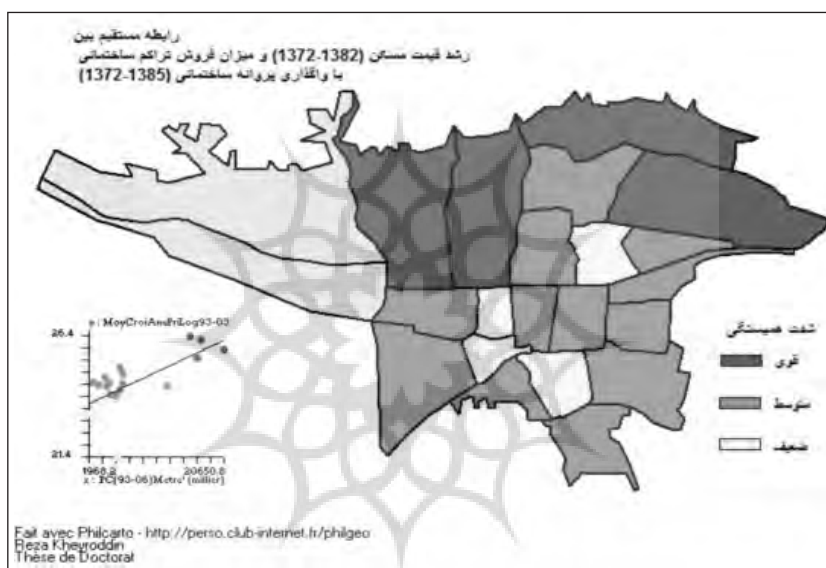 رابطه مستقیم بین
رشد قیمت مسکن (1382-1372) و میزان فروش تراکم ساختمانی
با واگذاری پروانه ساختمانی (1385-1372)
y : MoyCroiAnnPriLog93-03
26.4
21.4
1968.2
20650.8
x : PC(93-06)Metre² (millier)
شدت همبستگی
قوی
متوسط
ضعیف
Fait avec Philcarto - http://perso.club-internet.fr/philgeo
Reza Kheyroddin
Thèse de Doctorat